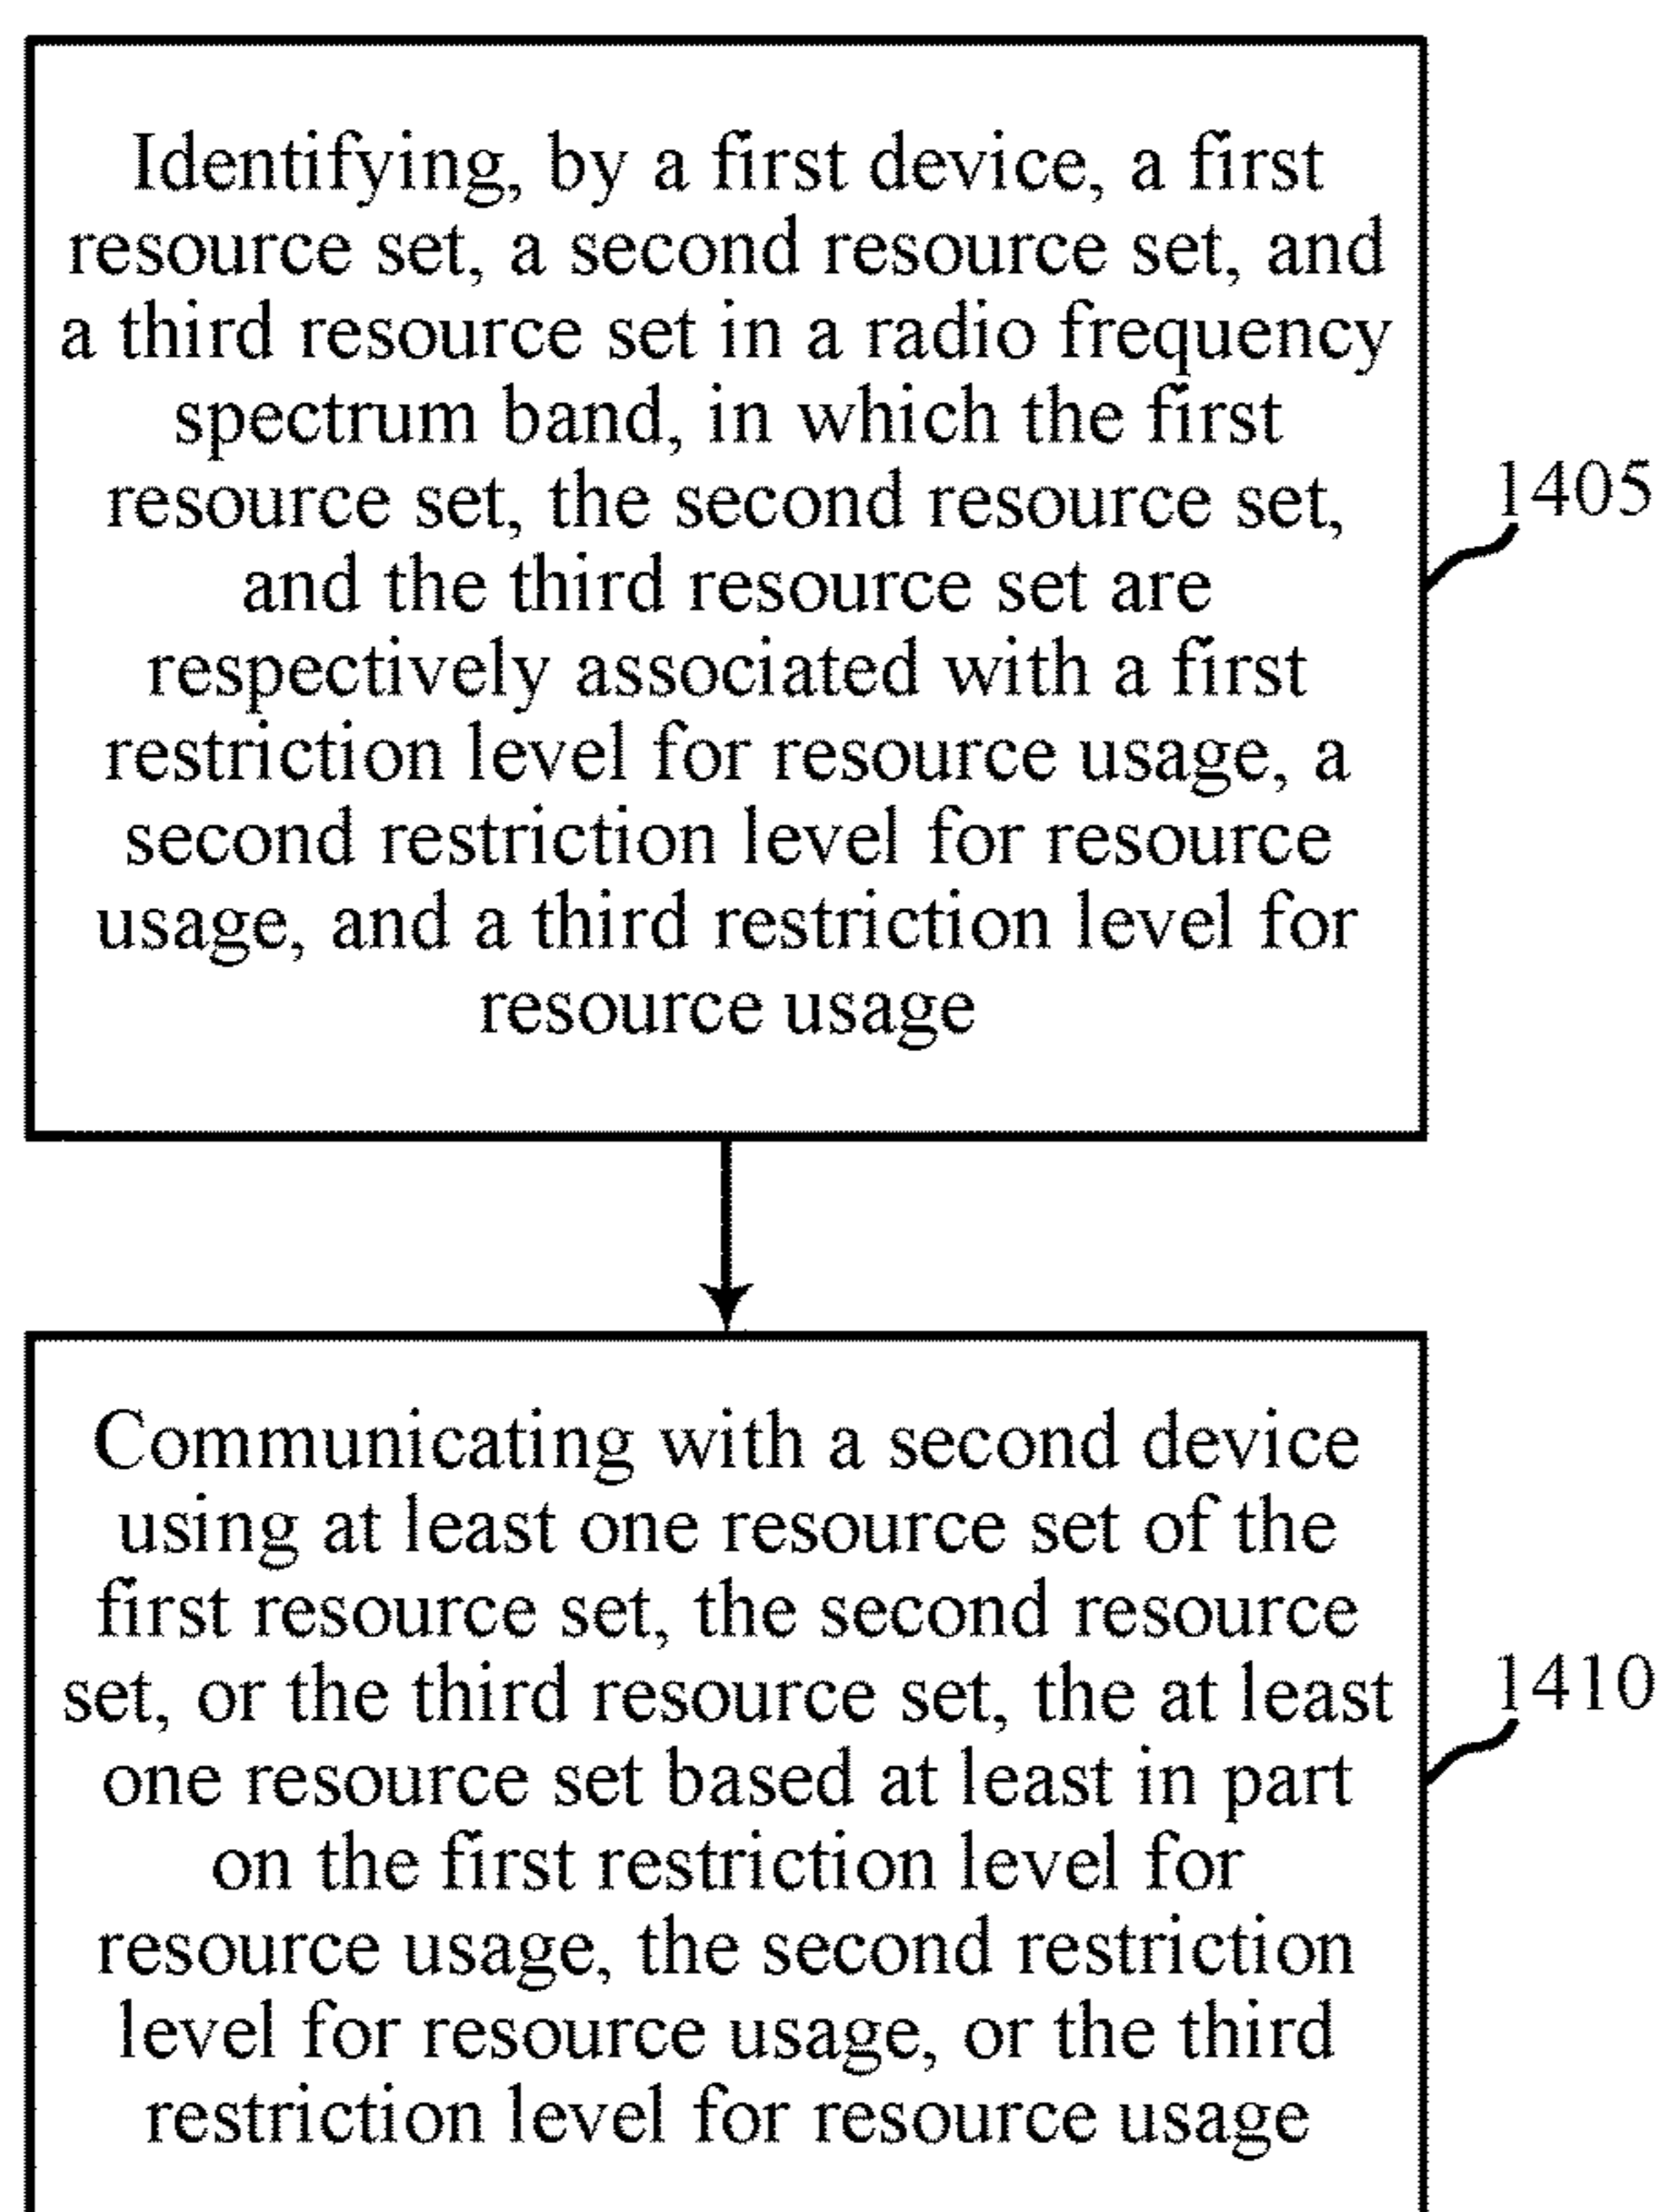 Identifying, by a first device, a first
resource set, a second resource set, and
a third resource set in a radio frequency
spectrum band, in which the first
resource set, the second resource set,
and the third resource set are
respectively associated with a first
restriction level for resource usage, a
second restriction level for resource
usage, and a third restriction level for
resource usage
1405
Communicating with a second device
using at least one resource set of the
first resource set, the second resource
set, or the third resource set, the at least
one resource set based at least in part
on the first restriction level for
resource usage, the second restriction
level for resource usage, or the third
restriction level for resource usage
1410